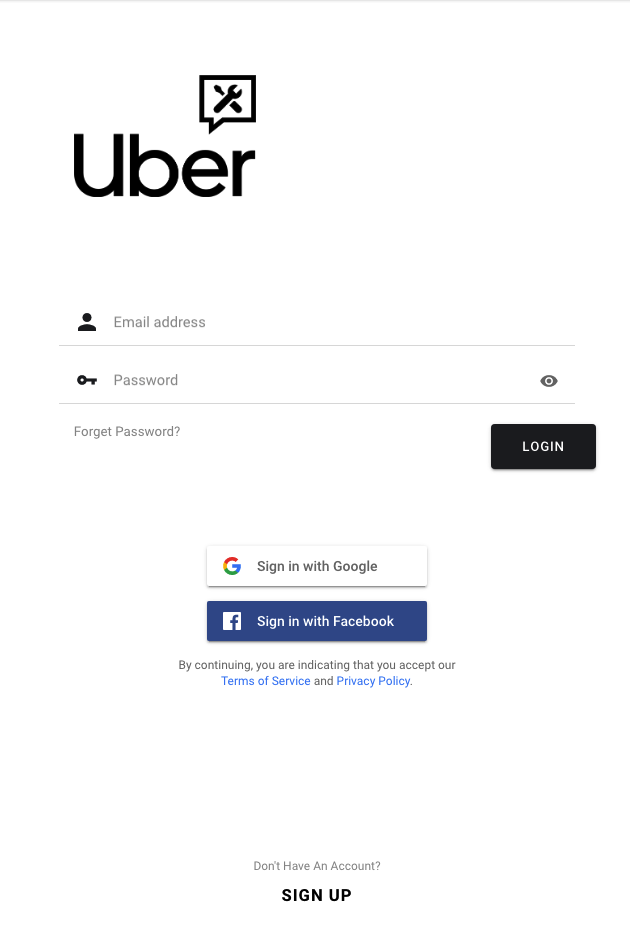 Uber
Email address
Password
Forget Password?
LOGIN
Sign in with Google
Sign in with Facebook
By continuing, you are indicating that you accept our
Terms of Service and Privacy Policy.
Don't Have An Account?
SIGN UP